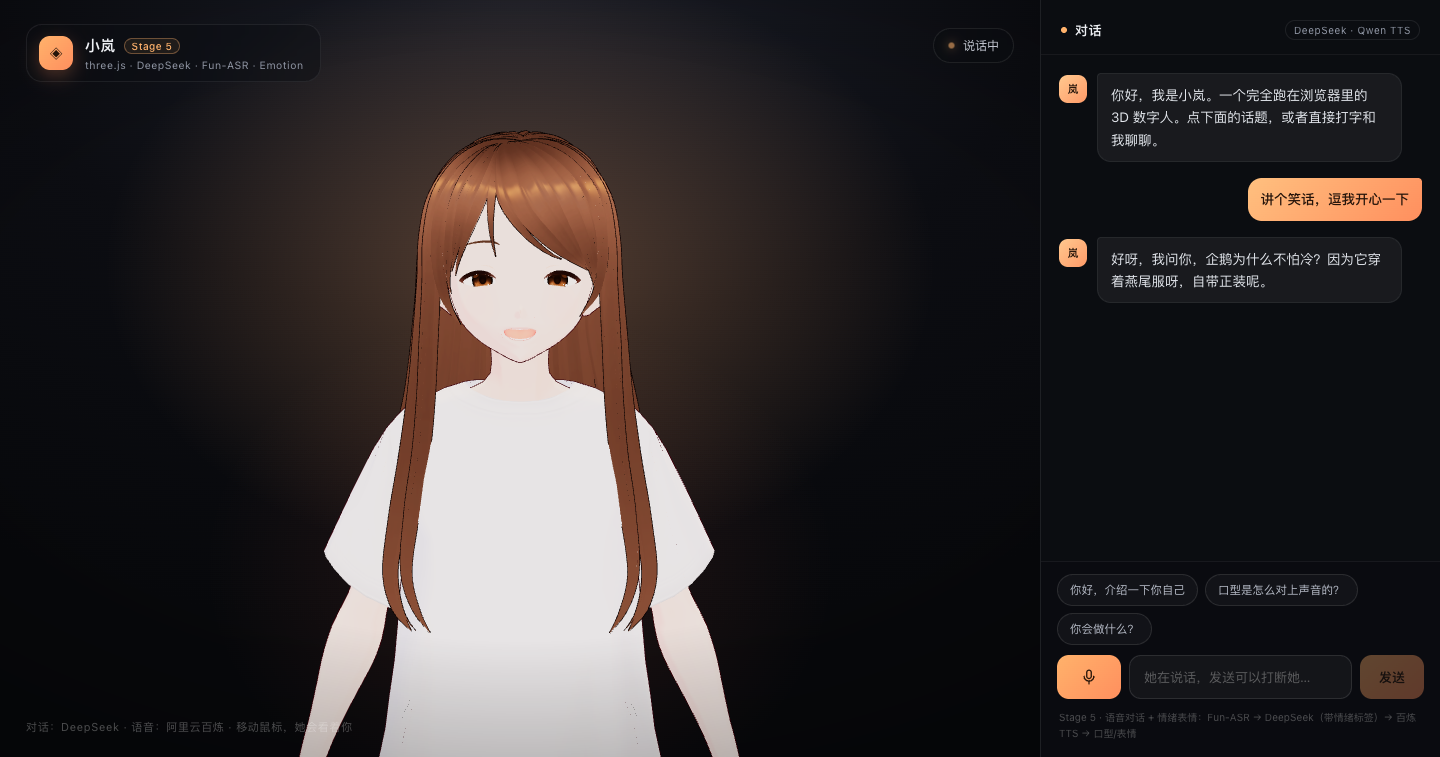 小岚 Stage 5
three.js · DeepSeek · Fun-ASR · Emotion
说话中
对话：DeepSeek · 语音：阿里云百炼 · 移动鼠标，她会看着你
对话
DeepSeek · Qwen TTS
岚
你好，我是小岚。一个完全跑在浏览器里的
3D 数字人。点下面的话题，或者直接打字和
我聊聊。
讲个笑话，逗我开心一下
岚
好呀，我问你，企鹅为什么不怕冷？因为它穿
着燕尾服呀，自带正装呢。
你好，介绍一下你自己
口型是怎么对上声音的？
你会做什么？
她在说话，发送可以打断她...
发送
Stage 5 · 语音对话 + 情绪表情：Fun-ASR → DeepSeek（带情绪标签）→ 百炼
TTS → 口型/表情